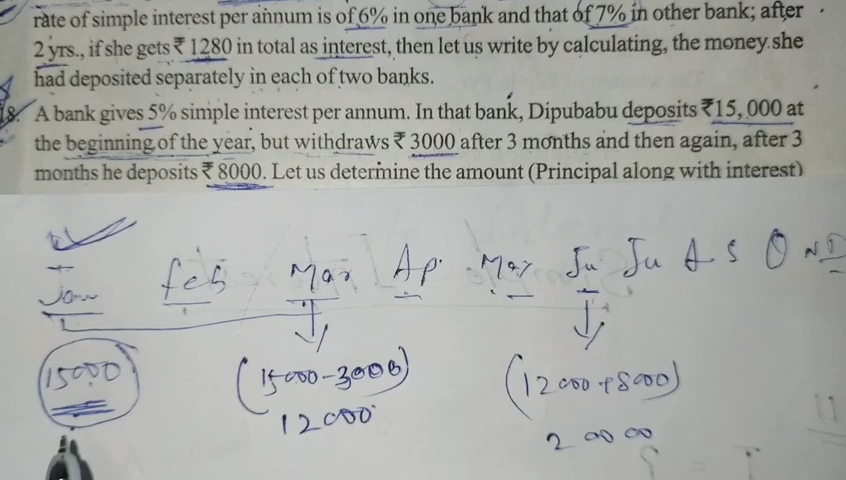 rate of simple interest per annum is of 6% in one bank and that of 7% in other bank; after
2 yrs., if she gets ₹ 1280 in total as interest, then let us write by calculating, the money she
had deposited separately in each of two banks.
18. A bank gives 5% simple interest per annum. In that bank, Dipubabu deposits ₹15, 000 at
the beginning of the year, but withdraws ₹ 3000 after 3 months and then again, after 3
months he deposits ₹ 8000. Let us determine the amount (Principal along with interest)
Jan feb Mar Ap. May Ju Ju A S O N D
15000 (15000-3000) (12000+8000)
12000 20000